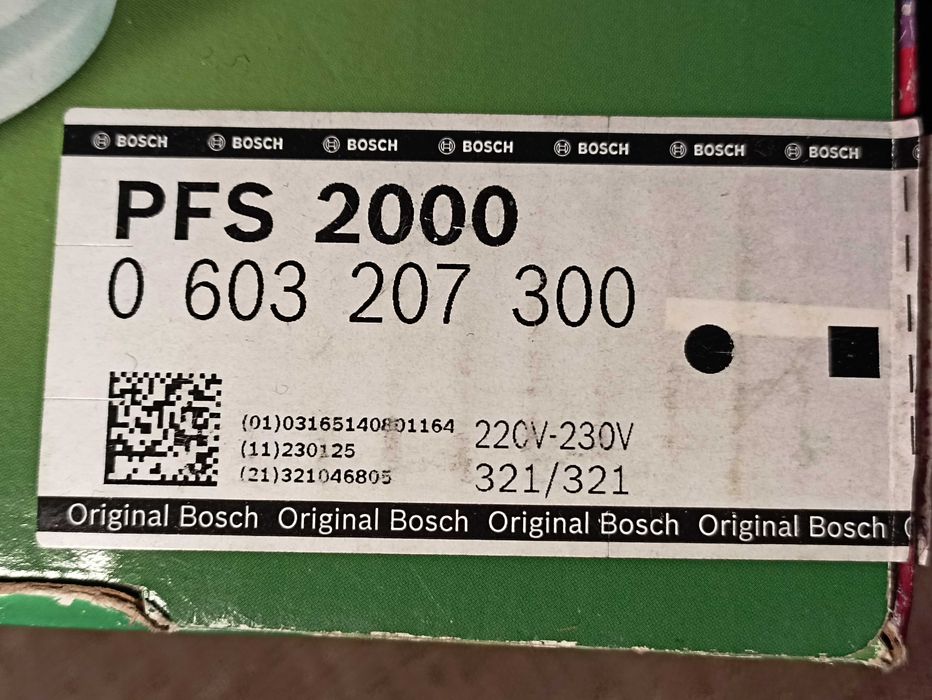 BOSCH BOSCH BOSCH BOSCH BOSCH BOSCH BOSCH
PFS 2000
0 603 207 300
(01)03165140801164
(11)230125
(21)321046805
220V-230V
321/321
Original Bosch Original Bosch Original Bosch Original Bosch